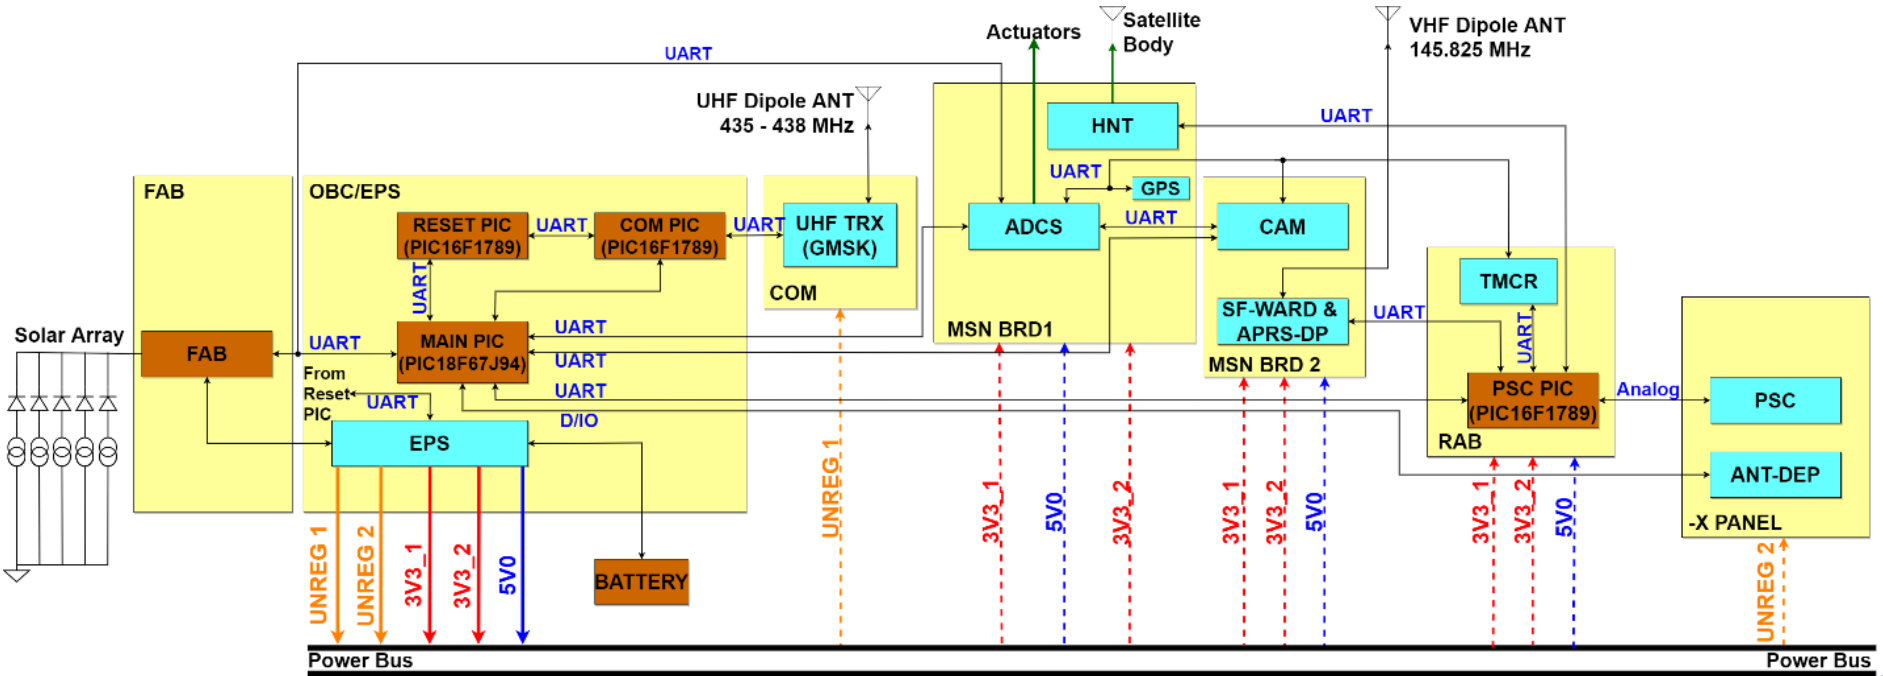 Actuators
Satellite
Body
VHF Dipole ANT
145.825 MHz
UART
UHF Dipole ANT
435 - 438 MHz
HNT
UART
FAB
OBC/EPS
RESET PIC
(PIC16F1789)
UART
COM PIC
(PIC16F1789)
UART
UHF TRX
(GMSK)
COM
UART
GPS
ADCS
UART
CAM
MSN BRD1
SF-WARD &
APRS-DP
MSN BRD 2
UART
TMCR
UART
PSC PIC
(PIC16F1789)
RAB
Analog
PSC
ANT-DEP
-X PANEL
Solar Array
FAB
UART
UART
MAIN PIC
(PIC18F67J94)
UART
UART
UART
D/IO
From
Reset
PIC
UART
EPS
BATTERY
UNREG 1
UNREG 2
3V3_1
3V3_2
5V0
UNREG 1
3V3_1
5V0
3V3_2
3V3_1
3V3_2
5V0
3V3_1
3V3_2
5V0
UNREG 2
Power Bus
Power Bus